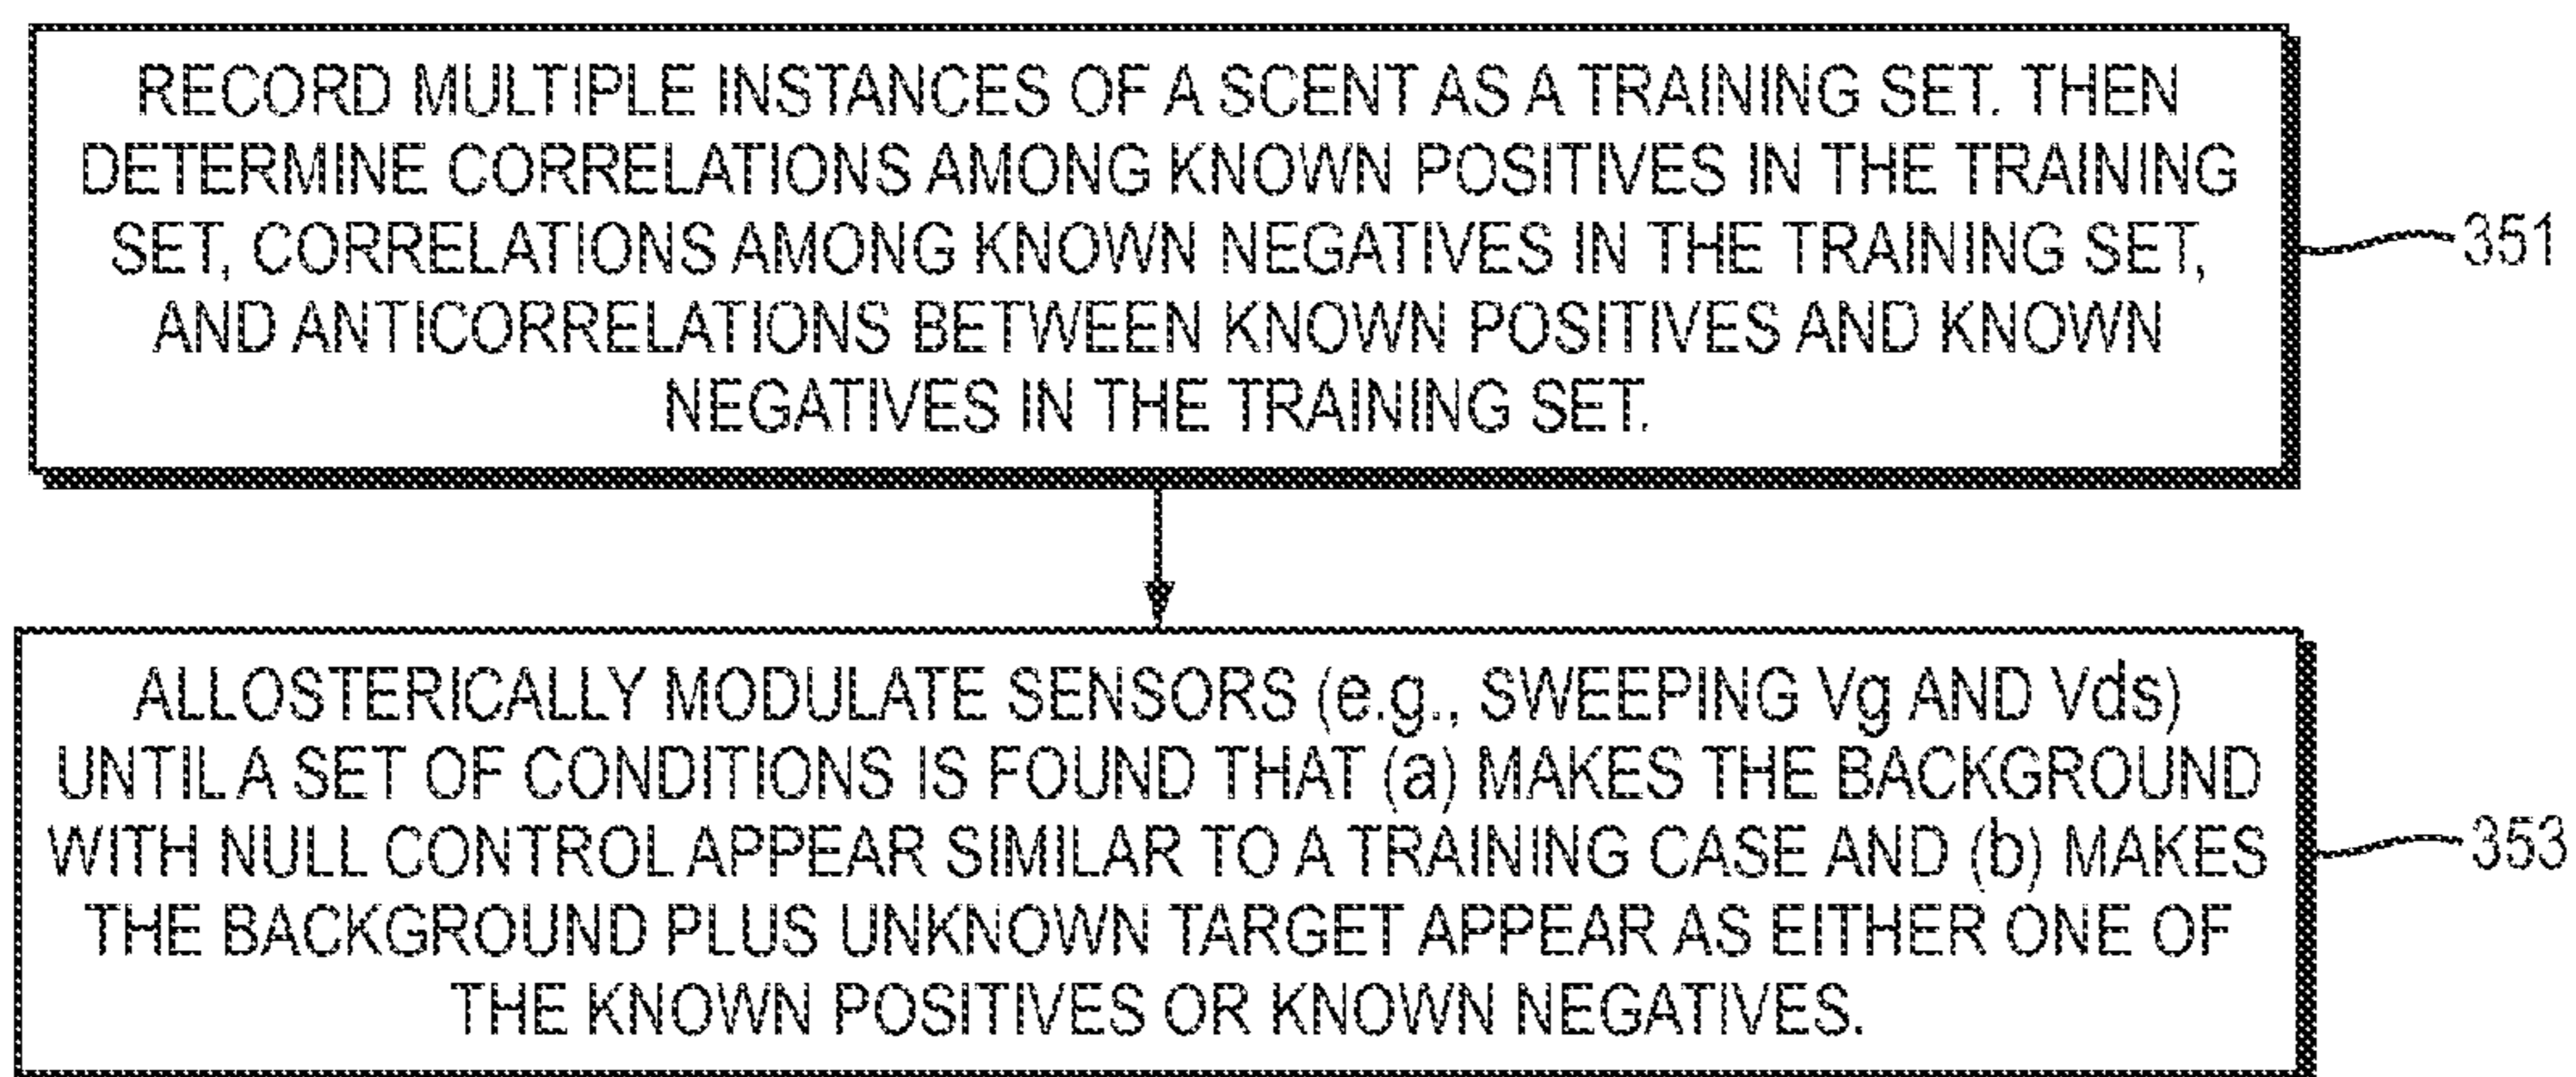 RECORD MULTIPLE INSTANCES OF A SCENT AS A TRAINING SET. THEN
DETERMINE CORRELATIONS AMONG KNOWN POSITIVES IN THE TRAINING
SET, CORRELATIONS AMONG KNOWN NEGATIVES IN THE TRAINING SET,
AND ANTICORRELATIONS BETWEEN KNOWN POSITIVES AND KNOWN
NEGATIVES IN THE TRAINING SET.
351
ALLOSTERICALLY MODULATE SENSORS (e.g., SWEEPING Vg AND Vds)
UNTIL A SET OF CONDITIONS IS FOUND THAT (a) MAKES THE BACKGROUND
WITH NULL CONTROL APPEAR SIMILAR TO A TRAINING CASE AND (b) MAKES
THE BACKGROUND PLUS UNKNOWN TARGET APPEAR AS EITHER ONE OF
THE KNOWN POSITIVES OR KNOWN NEGATIVES.
353